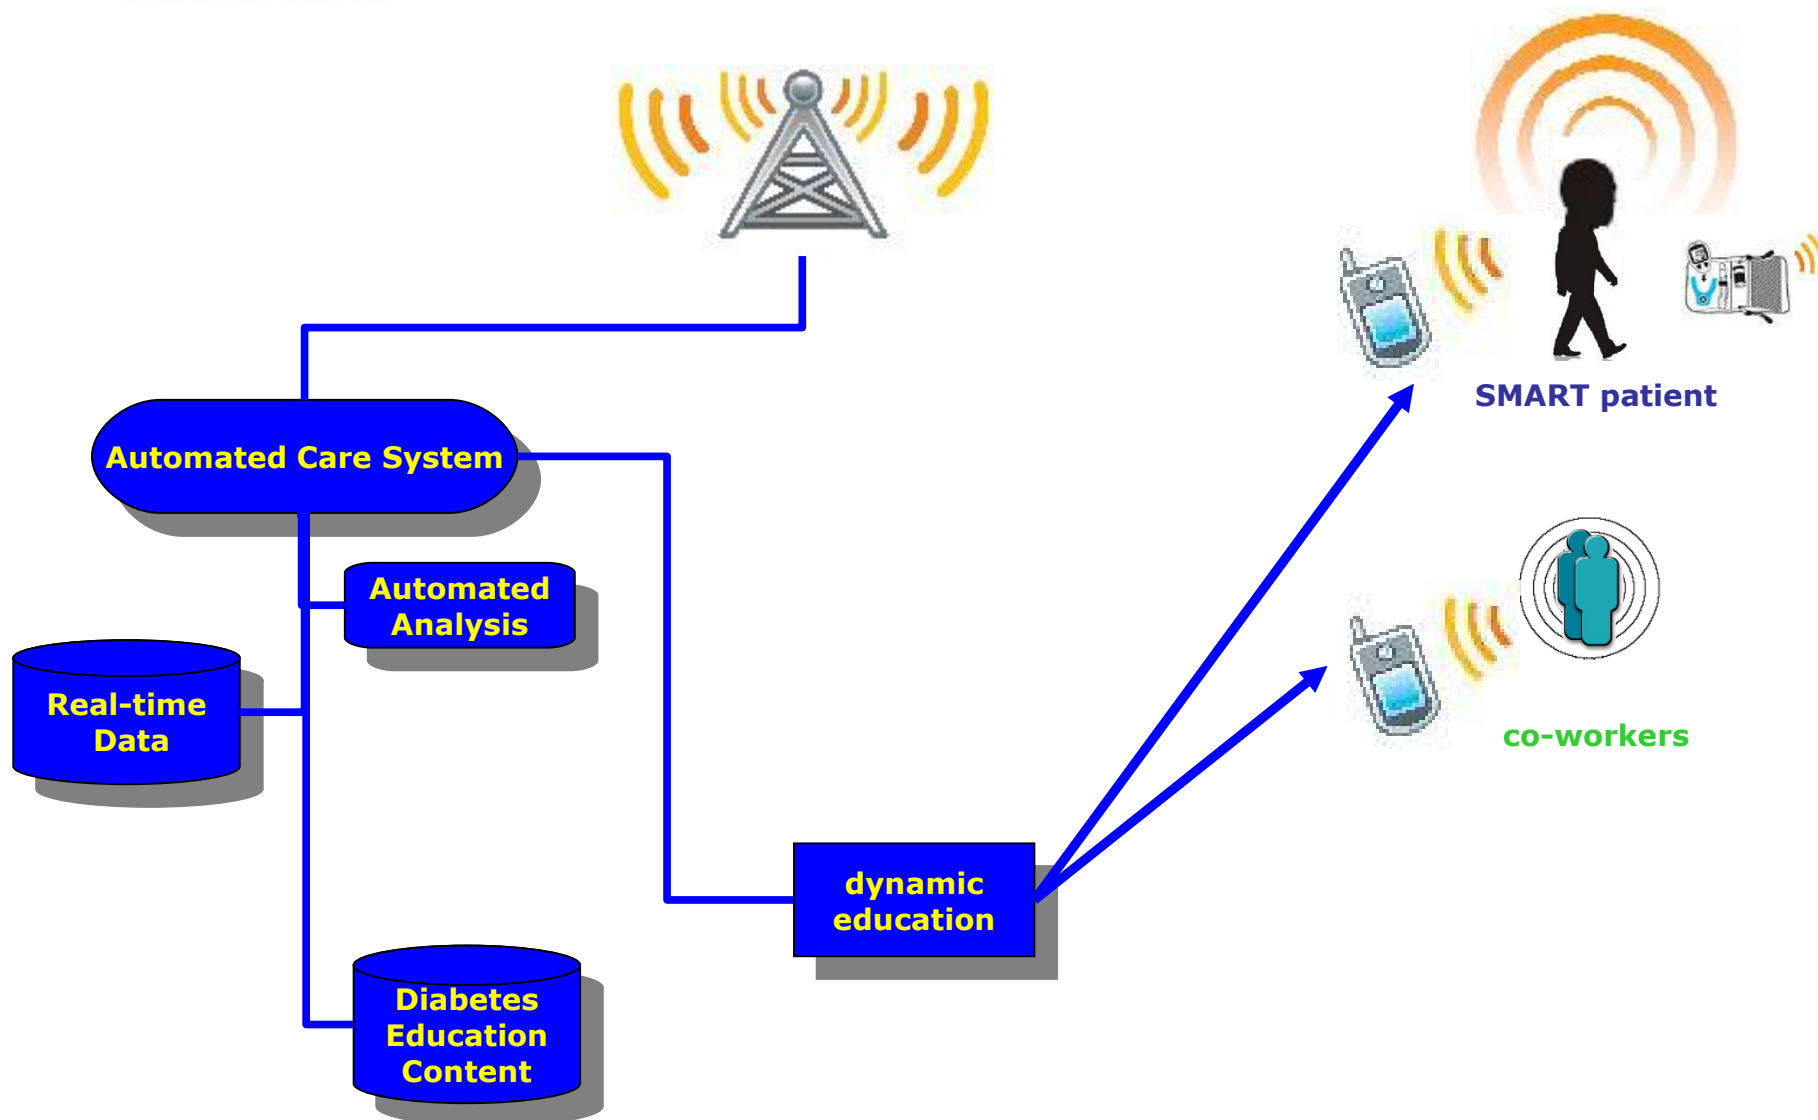 SMART patient
Automated Care System
Automated
Analysis
Real-time
Data
co-workers
dynamic
education
Diabetes
Education
Content